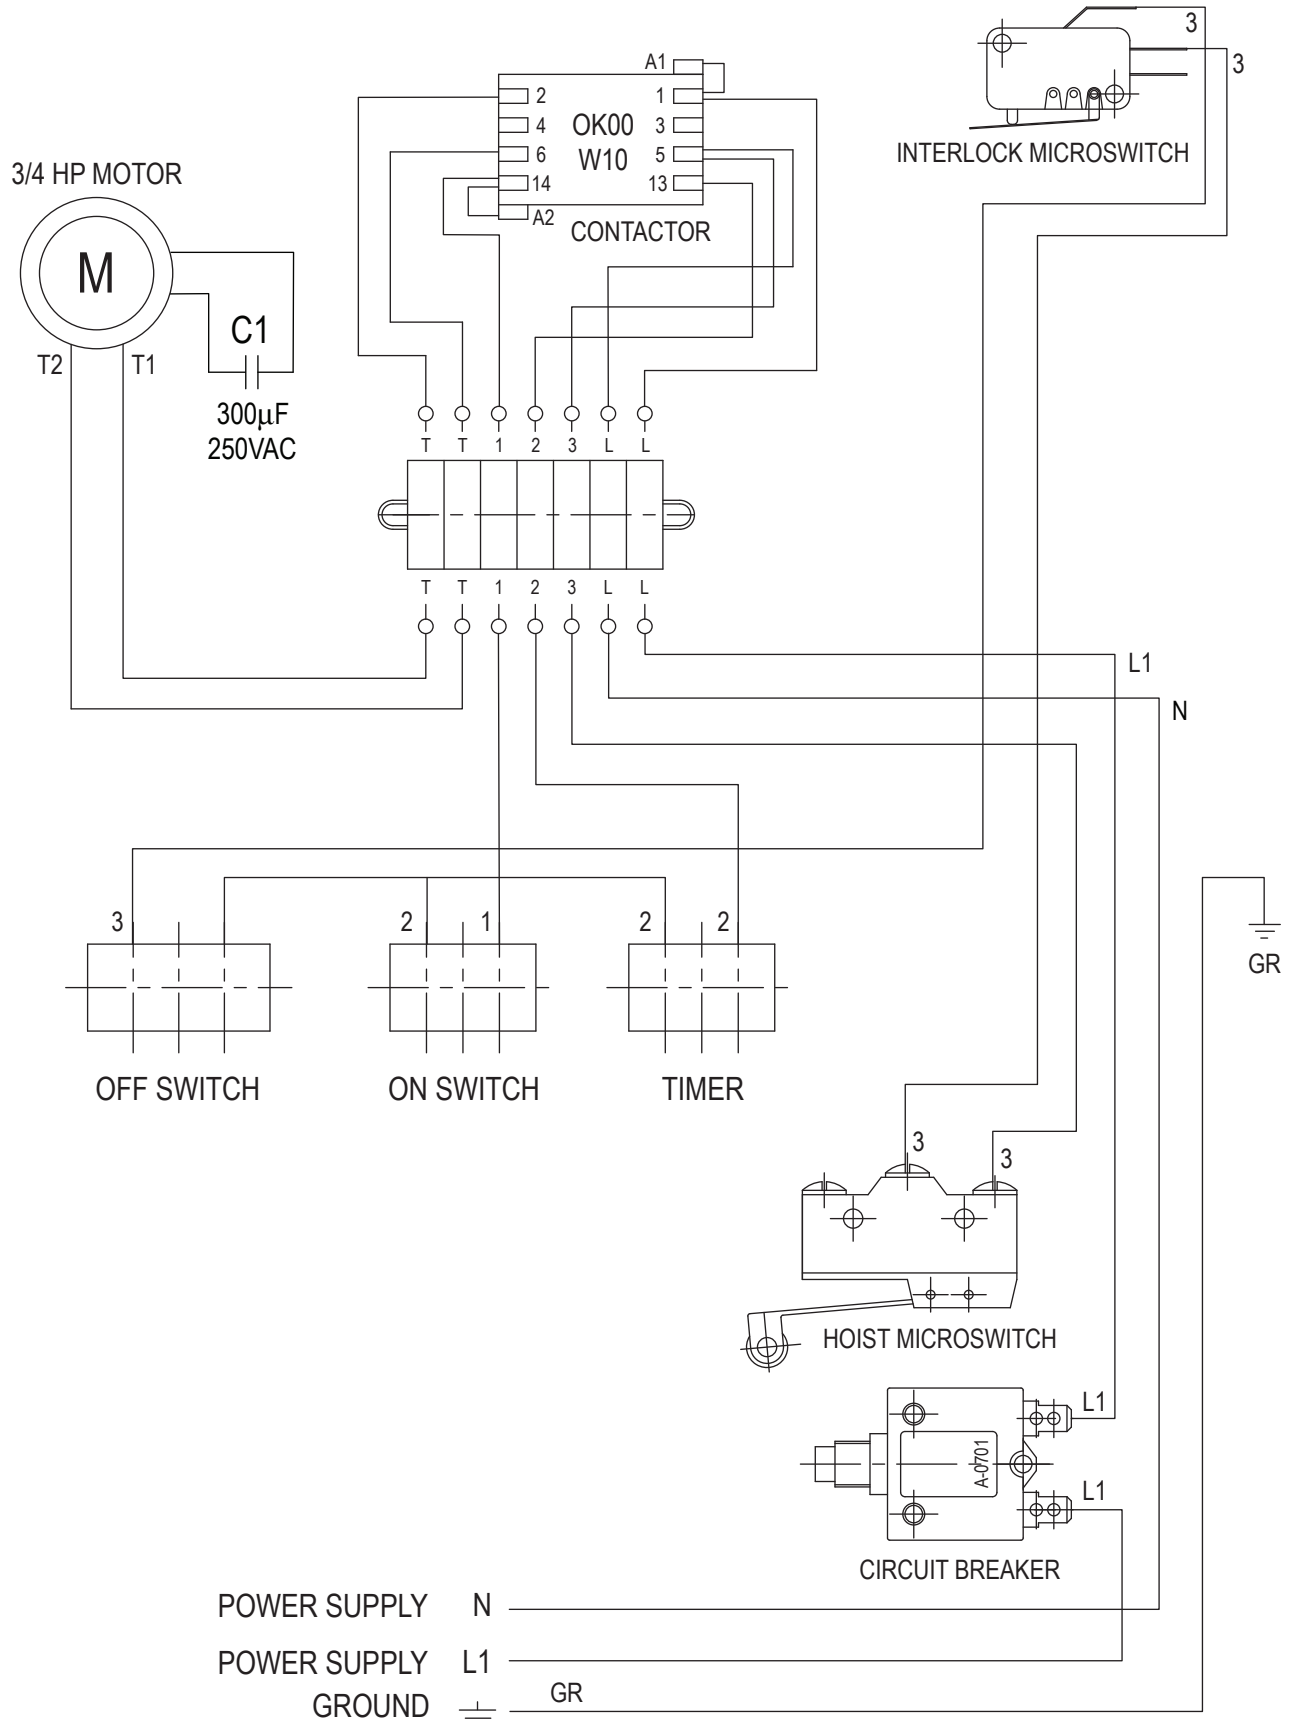 3
3
INTERLOCK MICROSWITCH
A1
2
1
4
OK00
3
6
W10
5
14
13
A2
CONTACTOR
3/4 HP MOTOR
M
C1
T2
T1
300µF
250VAC
T T 1 2 3 L L
T T 1 2 3 L L
L1
N
3
2
1
2
2
GR
OFF SWITCH
ON SWITCH
TIMER
3
3
HOIST MICROSWITCH
L1
A-0701
L1
CIRCUIT BREAKER
POWER SUPPLY N
POWER SUPPLY L1
GROUND
GR